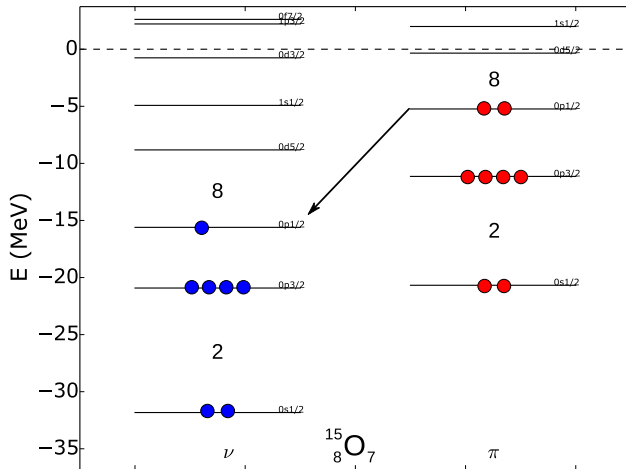 0f7/2
1p3/2
1s1/2
0
0d3/2
0d5/2
8
−5
1s1/2
0p1/2
0d5/2
−10
0p3/2
8
−15
0p1/2
2
E (MeV)
−20
0p3/2
0s1/2
−25
2
−30
0s1/2
−35
ν
¹⁵₈O₇
π